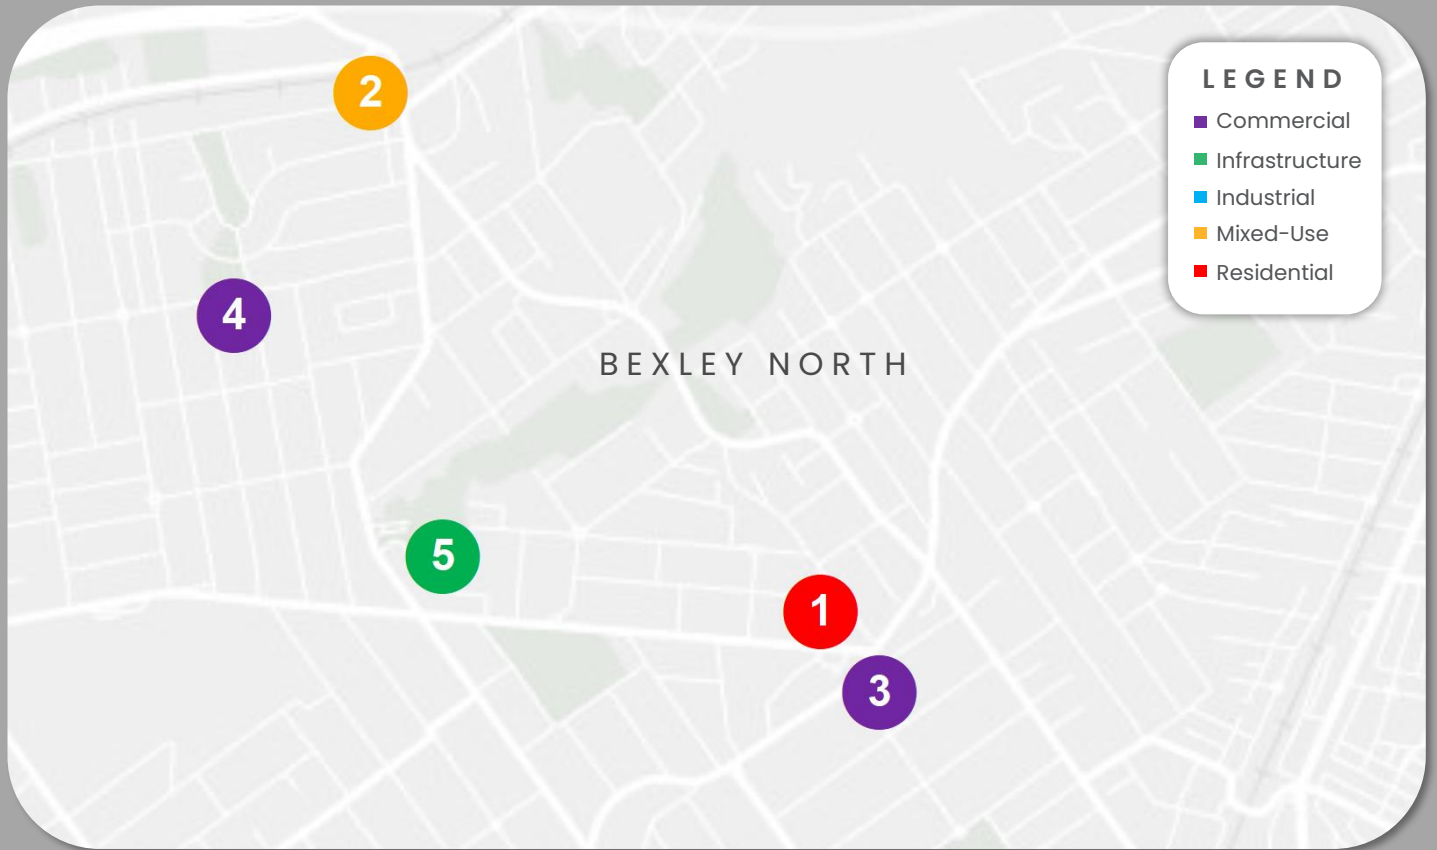 2
LEGEND
Commercial
Infrastructure
Industrial
Mixed-Use
Residential
4
BEXLEY NORTH
5
1
3